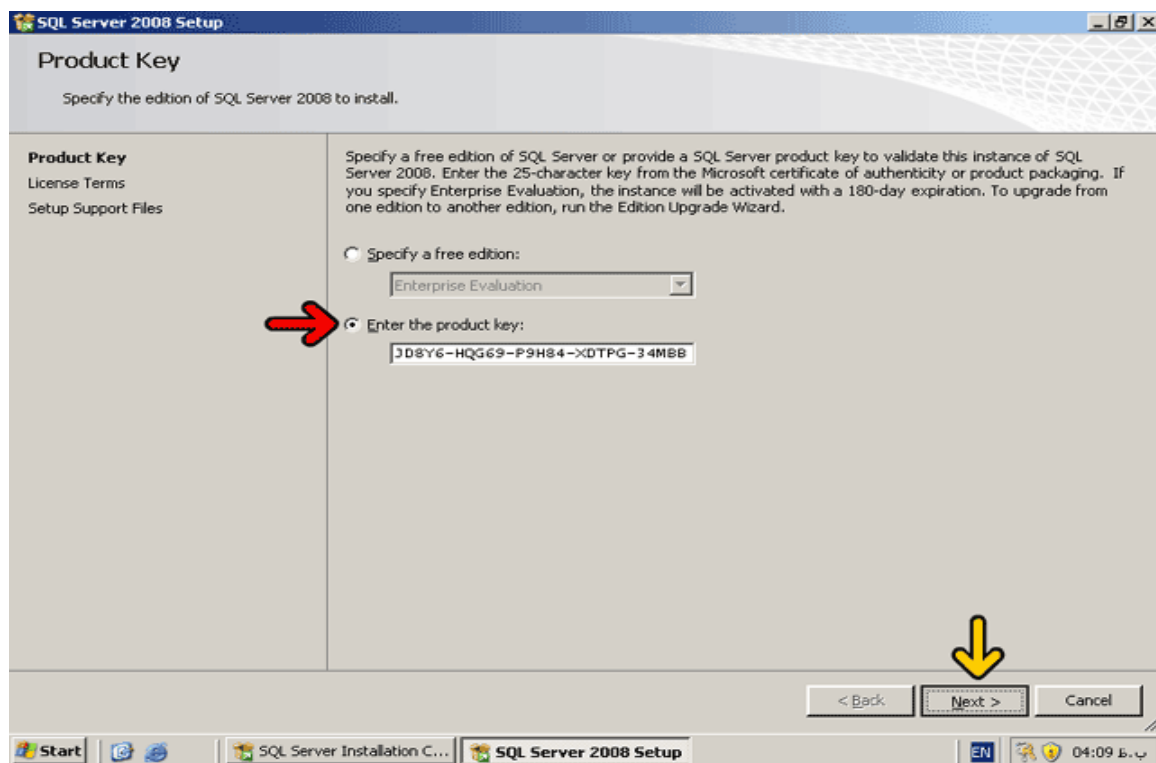 SQL Server 2008 Setup
Product Key
Specify the edition of SQL Server 2008 to install.
Product Key
License Terms
Setup Support Files
Specify a free edition of SQL Server or provide a SQL Server product key to validate this instance of SQL
Server 2008. Enter the 25-character key from the Microsoft certificate of authenticity or product packaging. If
you specify Enterprise Evaluation, the instance will be activated with a 180-day expiration. To upgrade from
one edition to another edition, run the Edition Upgrade Wizard.
Specify a free edition:
Enterprise Evaluation
Enter the product key:
JD8Y6-HQG69-P9H84-XDTPG-34MBB
< Back
Next >
Cancel
Start
SQL Server Installation C...
SQL Server 2008 Setup
EN
04:09 ب.ظ